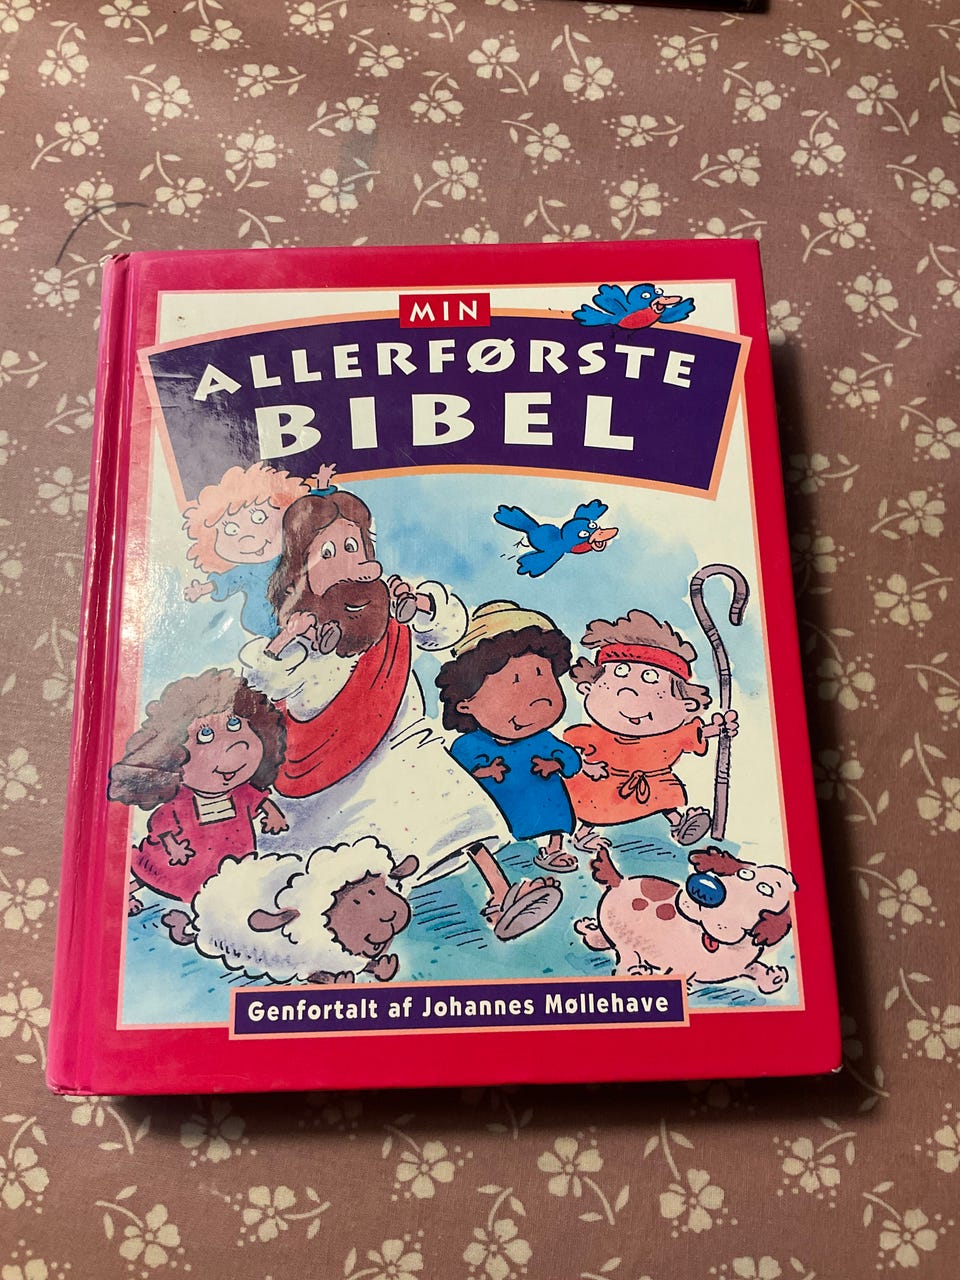 MIN
ALLERFØRSTE
BIBEL
Genfortalt af Johannes Møllehave